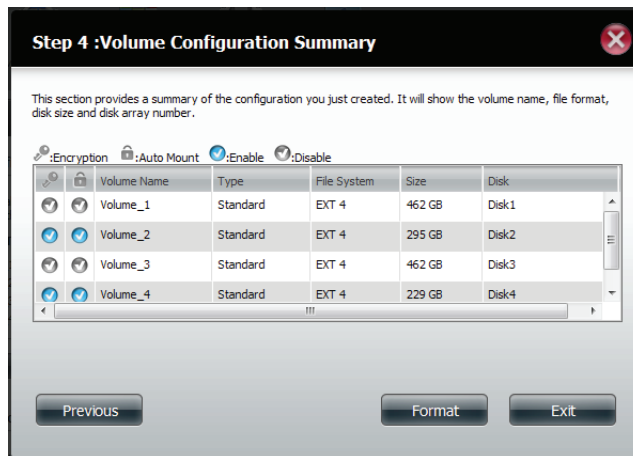 Step 4 :Volume Configuration Summary
This section provides a summary of the configuration you just created. It will show the volume name, file format,
disk size and disk array number.
:Encryption :Auto Mount :Enable :Disable
Volume Name Type File System Size Disk
Volume_1 Standard EXT 4 462 GB Disk1
Volume_2 Standard EXT 4 295 GB Disk2
Volume_3 Standard EXT 4 462 GB Disk3
Volume_4 Standard EXT 4 229 GB Disk4
Previous Format Exit